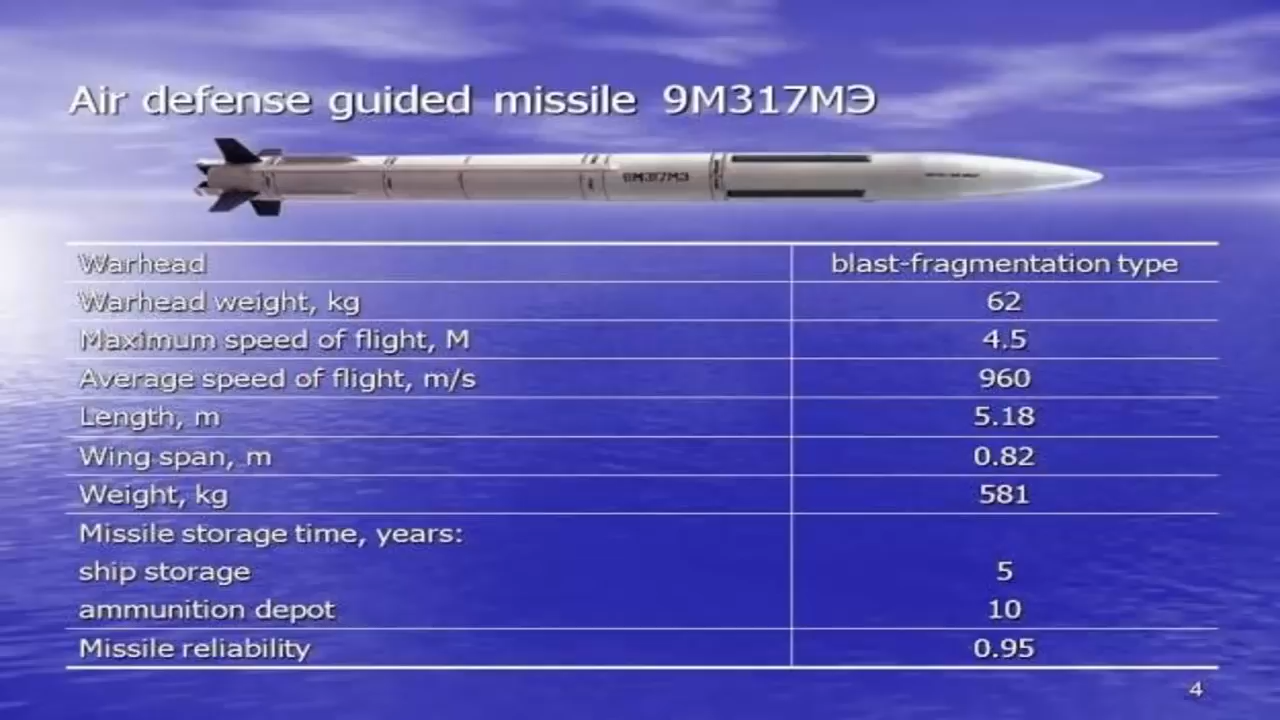 Air defense guided missile 9М317МЭ
9М317МЭ
Warhead blast-fragmentation type
Warhead weight, kg 62
Maximum speed of flight, M 4.5
Average speed of flight, m/s 960
Length, m 5.18
Wing span, m 0.82
Weight, kg 581
Missile storage time, years:
ship storage 5
ammunition depot 10
Missile reliability 0.95
4